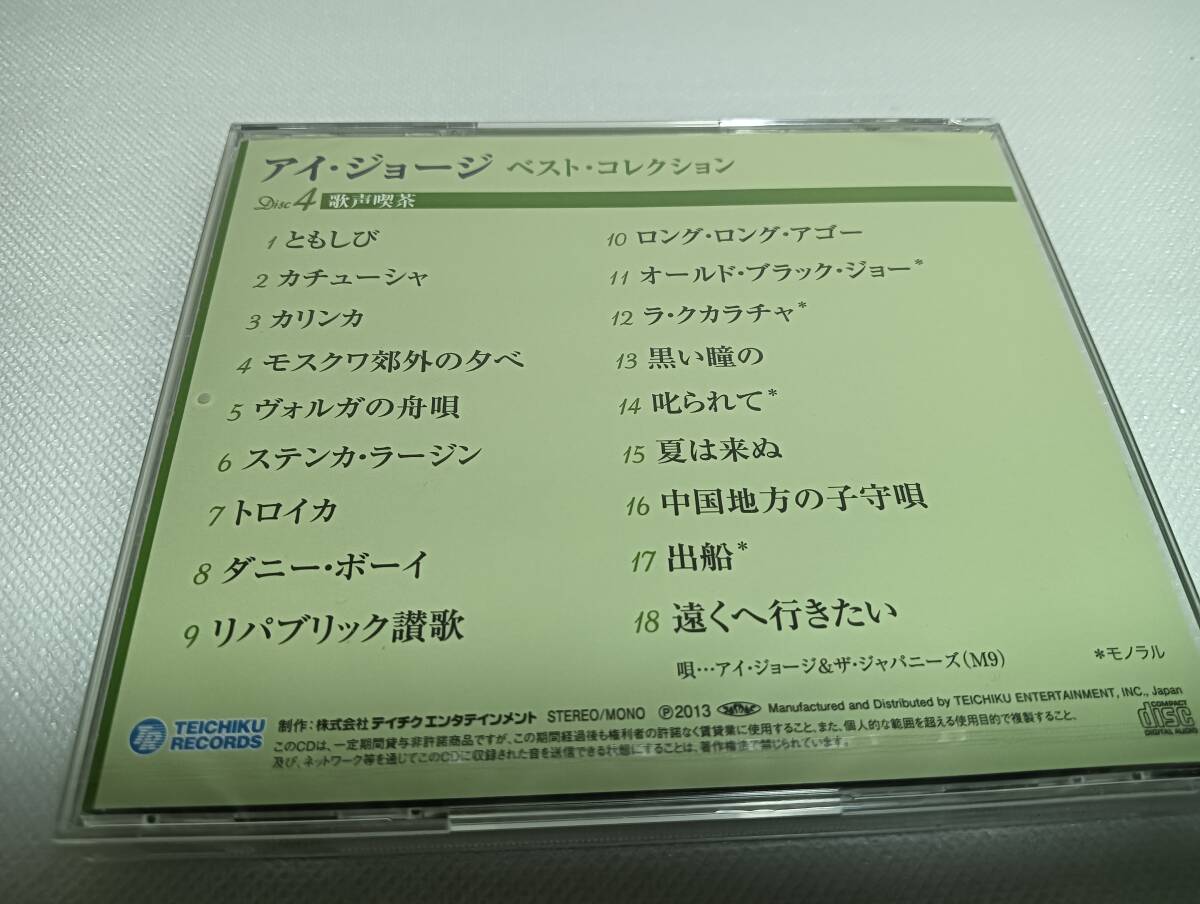 アイ・ジョージ ベスト・コレクション
Disc 4 歌声喫茶
1 ともしび
2 カチューシャ
3 カリンカ
4 モスクワ郊外の夕べ
5 ヴォルガの舟唄
6 ステンカ・ラージン
7 トロイカ
8 ダニー・ボーイ
9 リパブリック讃歌
10 ロング・ロング・アゴー
11 オールド・ブラック・ジョー*
12 ラ・クカラチャ*
13 黒い瞳の
14 叱られて*
15 夏は来ぬ
16 中国地方の子守唄
17 出船*
18 遠くへ行きたい
唄…アイ・ジョージ&ザ・ジャパニーズ(M9)
*モノラル
TEICHIKU RECORDS
制作:株式会社テイチクエンタテインメント STEREO/MONO Ⓟ2013 Manufactured and Distributed by TEICHIKU ENTERTAINMENT, INC., Japan
このCDは、一定期間貸与非許諾商品ですが、この期間経過後も権利者の許諾なく賃貸業に使用すること、また、個人的な範囲を超える使用目的で複製すること、
及び、ネットワーク等を通じてこのCDに収録された音を送信できる状態にすることは、著作権法で禁じられています。
COMPACT
disc
DIGITAL AUDIO